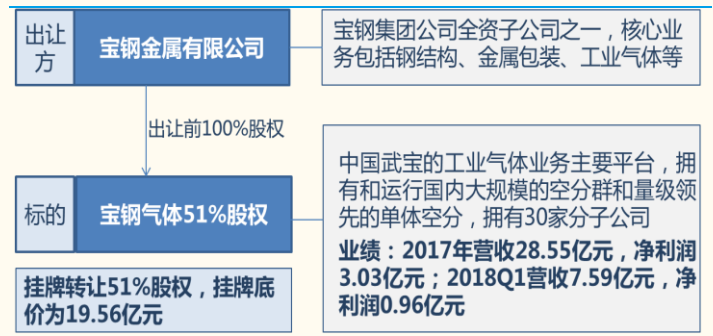 出让方
宝钢金属有限公司
宝钢集团公司全资子公司之一，核心业
务包括钢结构、金属包装、工业气体等
出让前100%股权
标的
宝钢气体51%股权
中国武宝的工业气体业务主要平台，拥
有和运行国内大规模的空分群和量级领
先的单体空分，拥有30家分子公司
业绩：2017年营收28.55亿元，净利润
3.03亿元；2018Q1营收7.59亿元，净
利润0.96亿元
挂牌转让51%股权，挂牌底
价为19.56亿元